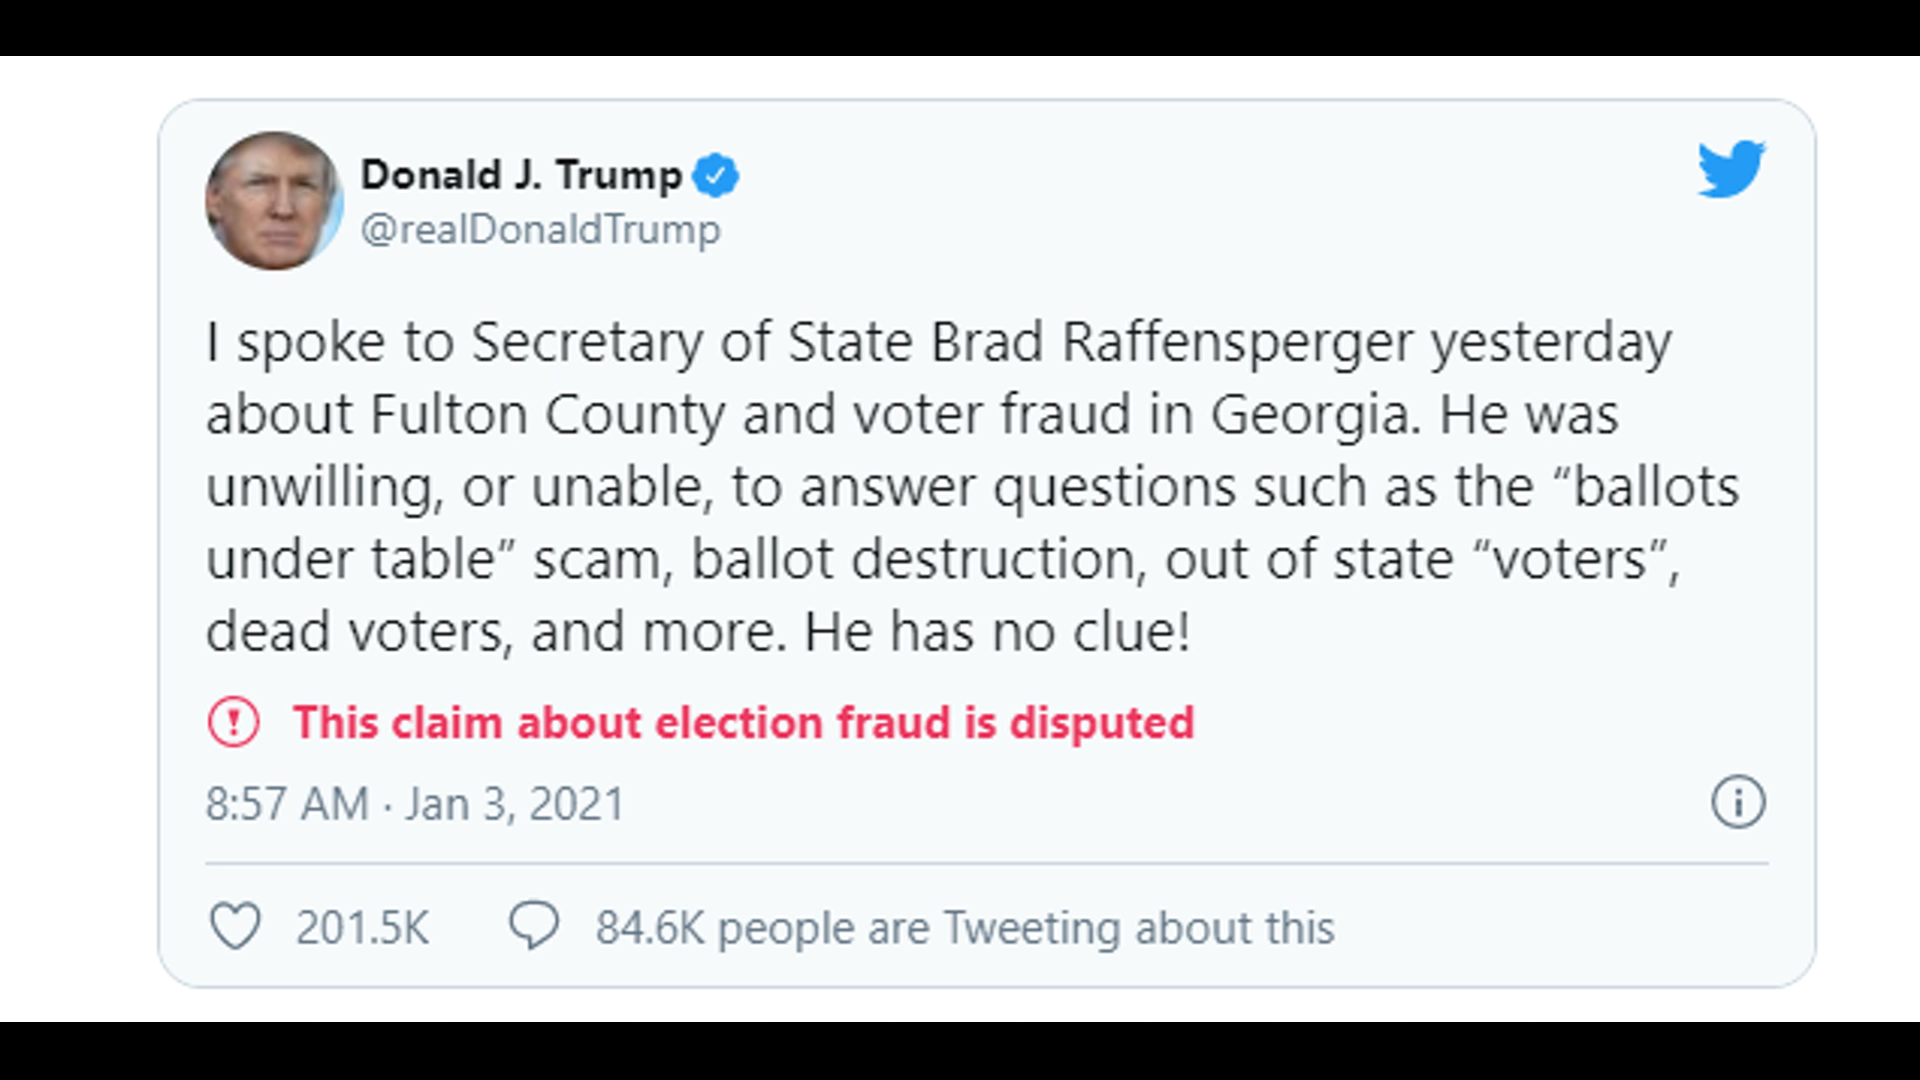 Donald J. Trump
@realDonaldTrump
I spoke to Secretary of State Brad Raffensperger yesterday
about Fulton County and voter fraud in Georgia. He was
unwilling, or unable, to answer questions such as the “ballots
under table” scam, ballot destruction, out of state “voters”,
dead voters, and more. He has no clue!
This claim about election fraud is disputed
8:57 AM · Jan 3, 2021
201.5K 84.6K people are Tweeting about this